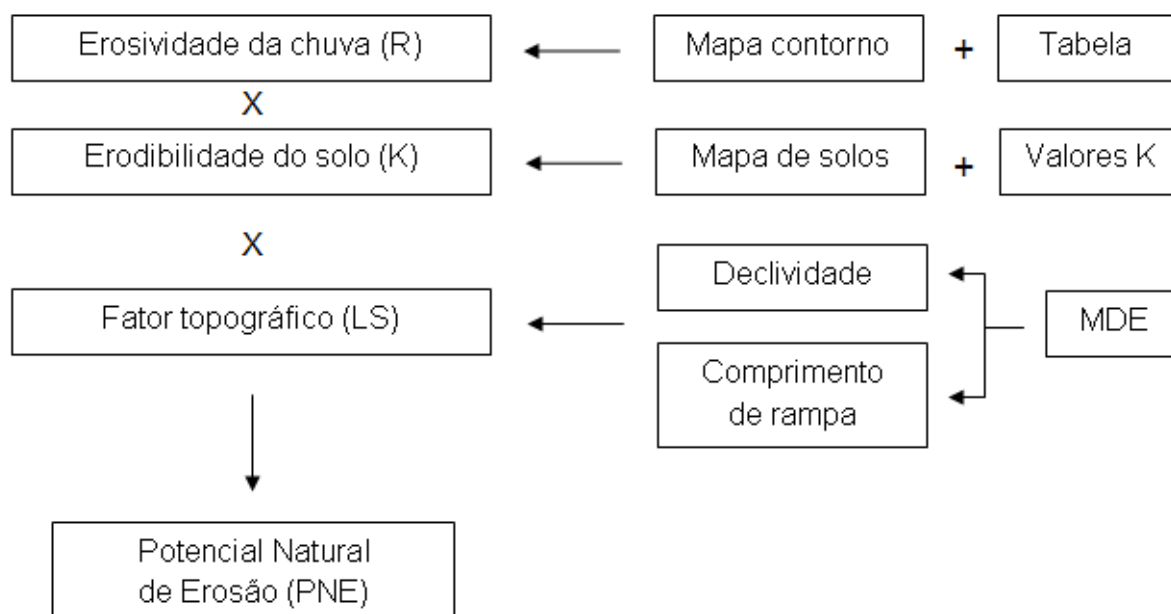 Erosividade da chuva (R)
Mapa contorno
+
Tabela
X
Erodibilidade do solo (K)
Mapa de solos
+
Valores K
X
Declividade
Fator topográfico (LS)
MDE
Comprimento
de rampa
Potencial Natural
de Erosão (PNE)